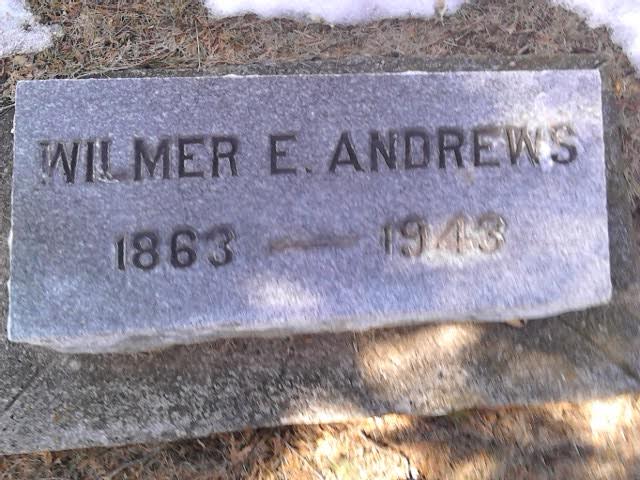 WILMER E. ANDREWS
1863 — 1943